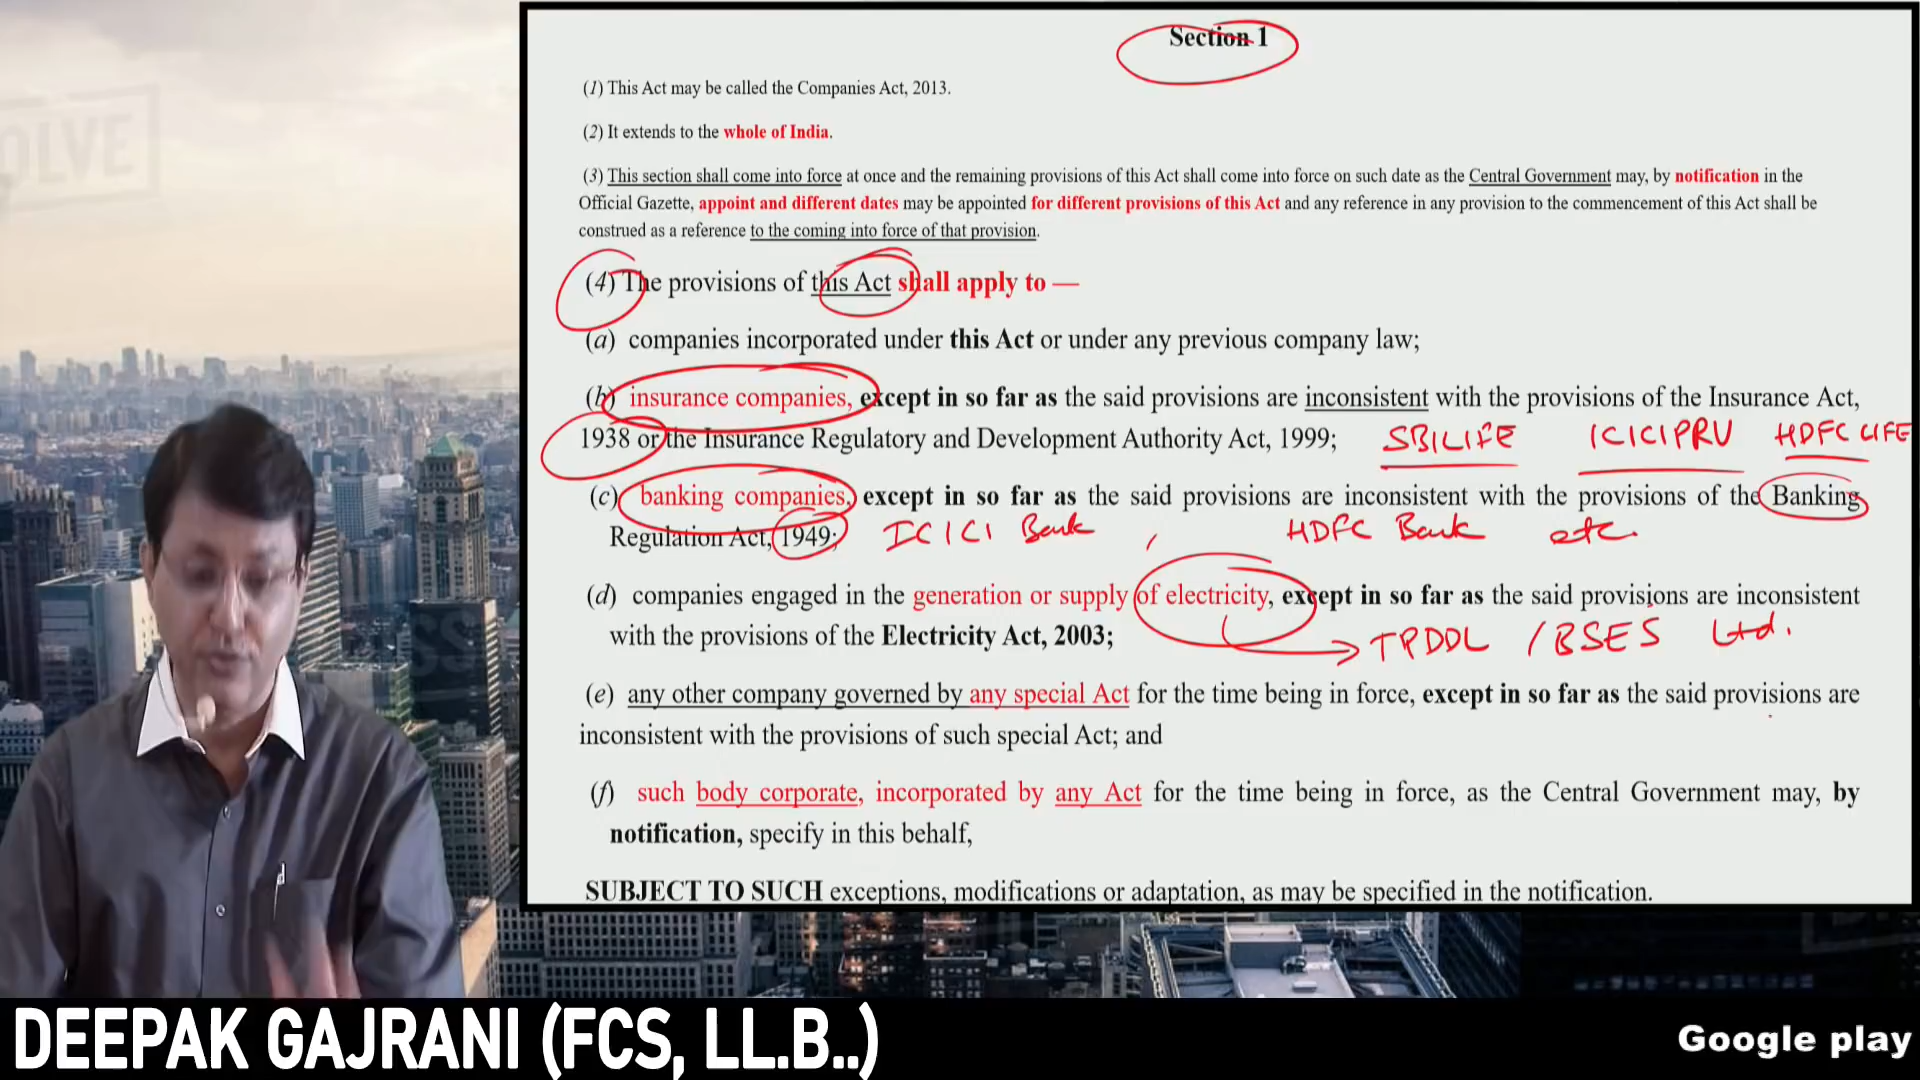 Section 1
(1) This Act may be called the Companies Act, 2013.
(2) It extends to the whole of India.
(3) This section shall come into force at once and the remaining provisions of this Act shall come into force on such date as the Central Government may, by notification in the
Official Gazette, appoint and different dates may be appointed for different provisions of this Act and any reference in any provision to the commencement of this Act shall be
construed as a reference to the coming into force of that provision.
(4) The provisions of this Act shall apply to —
(a) companies incorporated under this Act or under any previous company law;
(b) insurance companies, except in so far as the said provisions are inconsistent with the provisions of the Insurance Act,
1938 or the Insurance Regulatory and Development Authority Act, 1999; SBILIFE ICICIPRU HDFC LIFE
(c) banking companies, except in so far as the said provisions are inconsistent with the provisions of the Banking
Regulation Act, 1949; ICICI Bank , HDFC Bank etc.
(d) companies engaged in the generation or supply of electricity, except in so far as the said provisions are inconsistent
with the provisions of the Electricity Act, 2003; TPDDL / BSES Ltd.
(e) any other company governed by any special Act for the time being in force, except in so far as the said provisions are
inconsistent with the provisions of such special Act; and
(f) such body corporate, incorporated by any Act for the time being in force, as the Central Government may, by
notification, specify in this behalf,
SUBJECT TO SUCH exceptions, modifications or adaptation, as may be specified in the notification.
OLVE
DEEPAK GAJRANI (FCS, LL.B..)
Google play